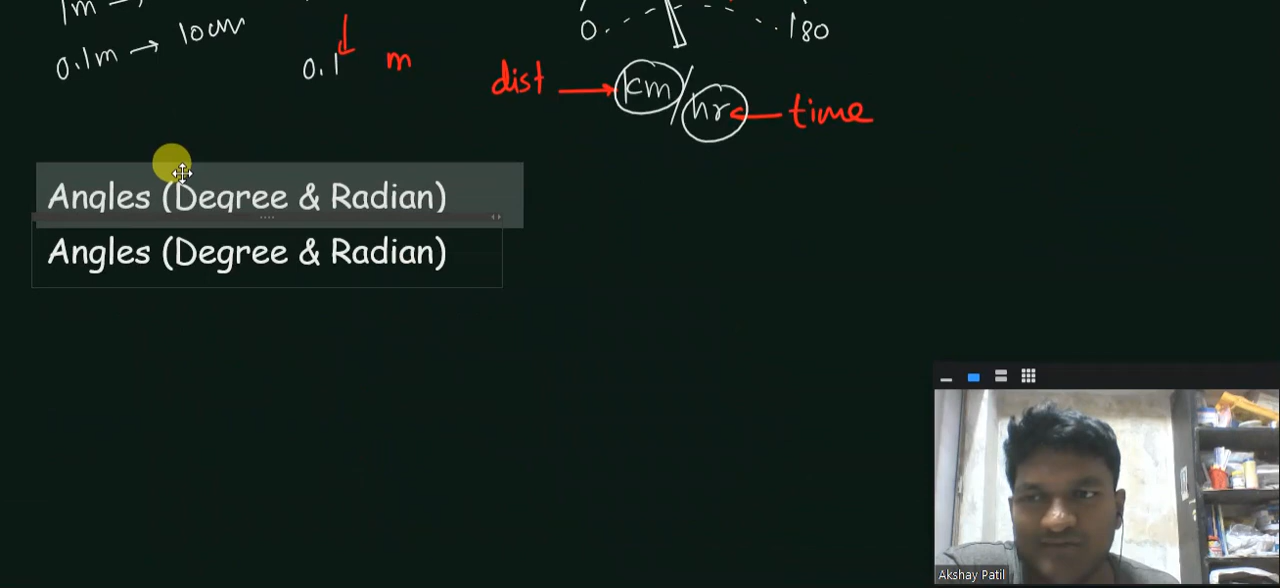 1m →
0.1m → 10cm
0.1 m
0. 180
dist → km/hr ← time
Angles (Degree & Radian)
Angles (Degree & Radian)
Akshay Patil